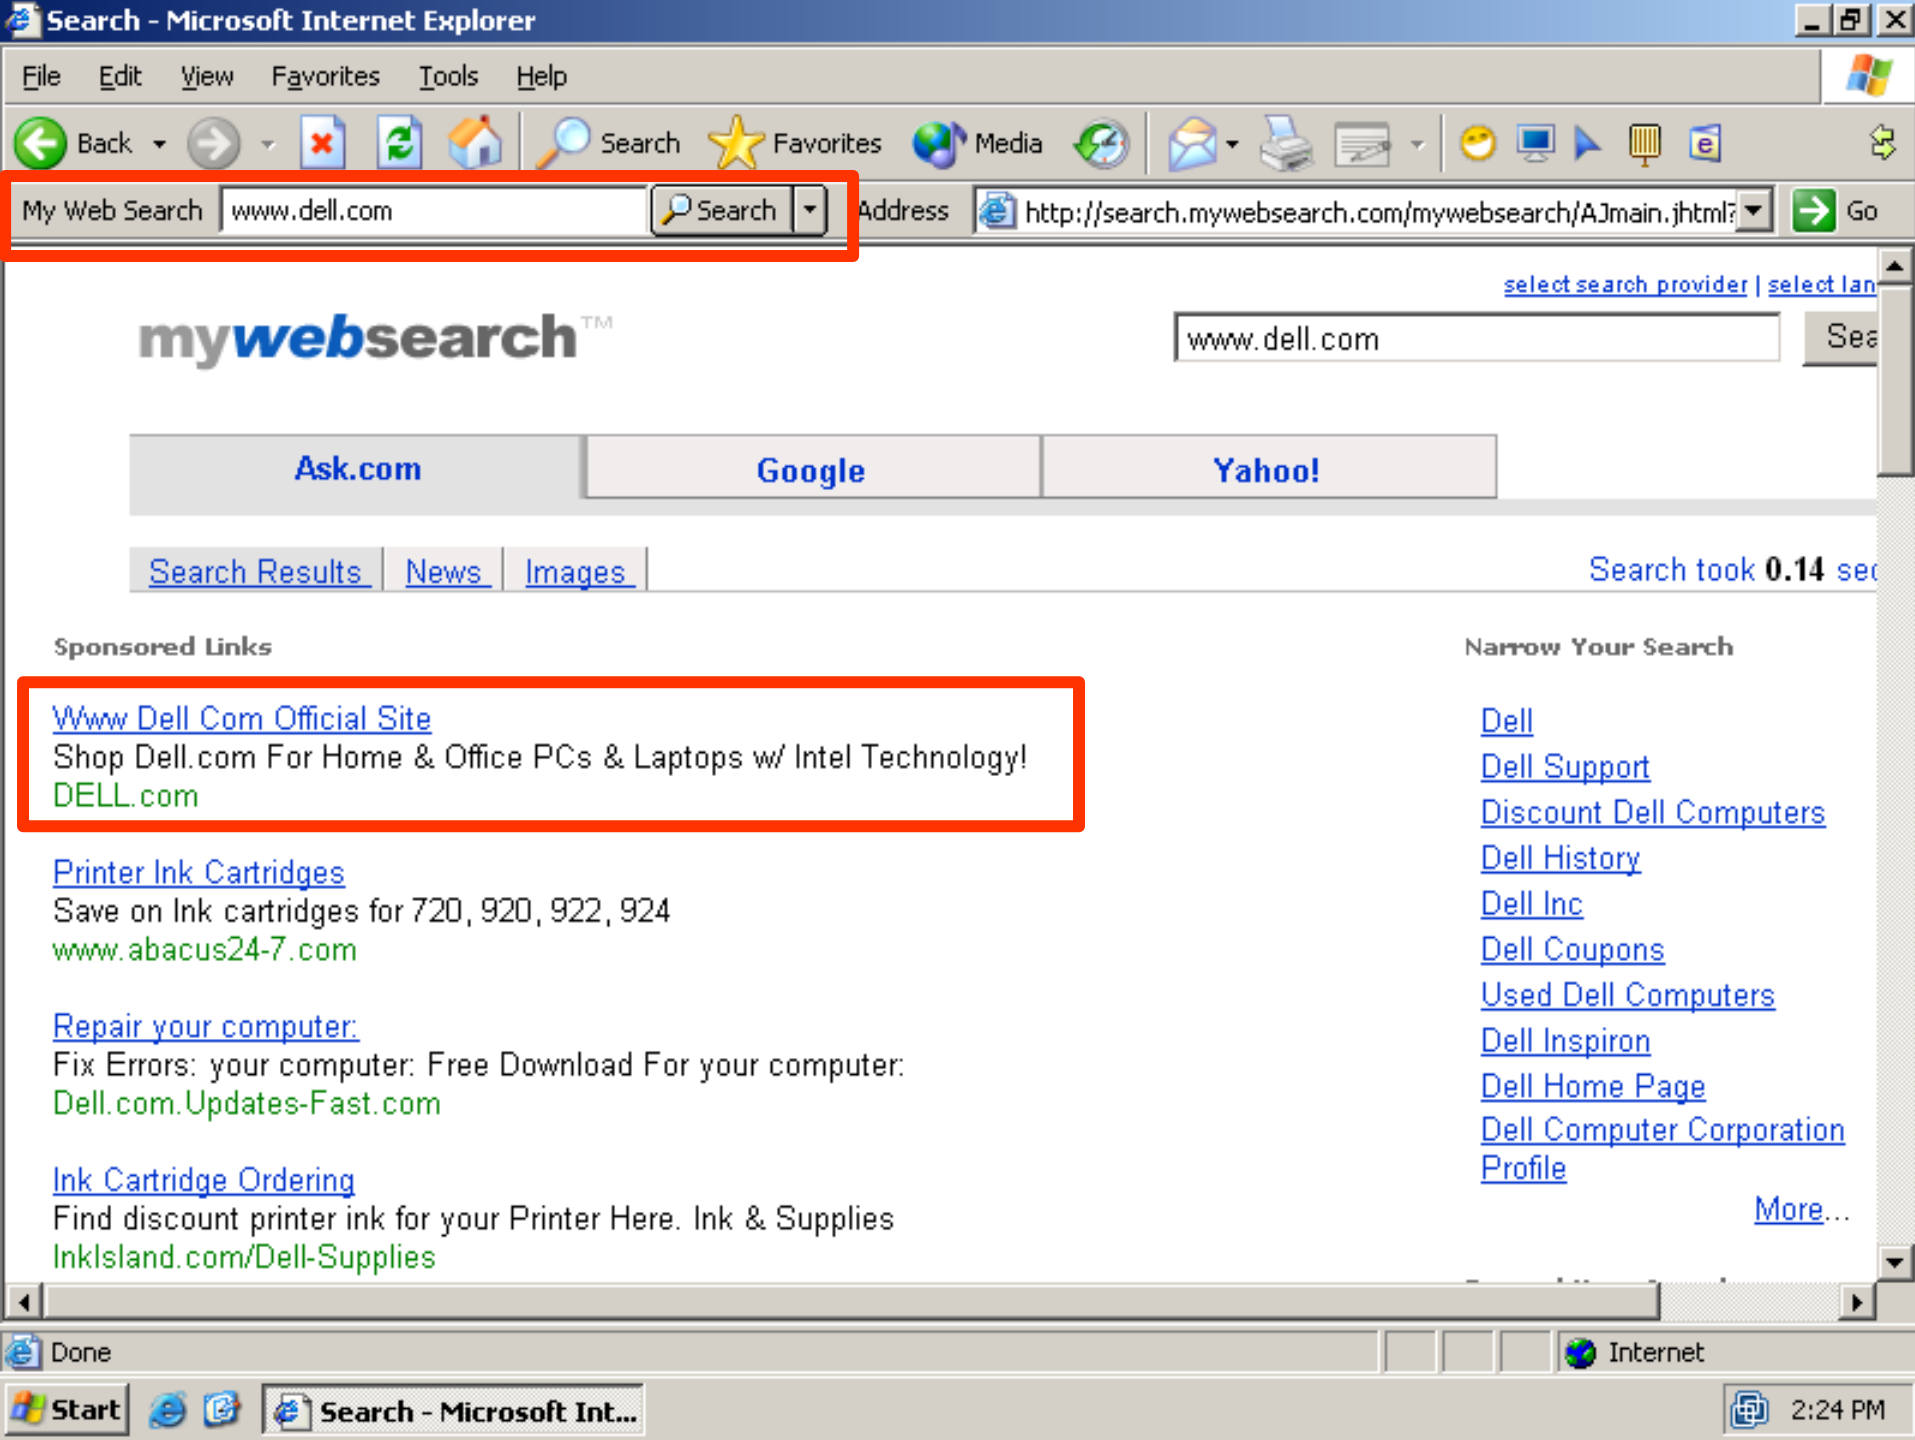 Search - Microsoft Internet Explorer
File Edit View Favorites Tools Help
Back Search Favorites Media
My Web Search www.dell.com Search Address http://search.mywebsearch.com/mywebsearch/AJmain.jhtml? Go
select search provider | select lan
mywebsearch™ www.dell.com Sea
Ask.com Google Yahoo!
Search Results News Images Search took 0.14 sec
Sponsored Links
Www Dell Com Official Site
Shop Dell.com For Home & Office PCs & Laptops w/ Intel Technology!
DELL.com
Printer Ink Cartridges
Save on Ink cartridges for 720, 920, 922, 924
www.abacus24-7.com
Repair your computer:
Fix Errors: your computer: Free Download For your computer:
Dell.com.Updates-Fast.com
Ink Cartridge Ordering
Find discount printer ink for your Printer Here. Ink & Supplies
InkIsland.com/Dell-Supplies
Narrow Your Search
Dell
Dell Support
Discount Dell Computers
Dell History
Dell Inc
Dell Coupons
Used Dell Computers
Dell Inspiron
Dell Home Page
Dell Computer Corporation
Profile
More...
Done Internet
Start Search - Microsoft Int... 2:24 PM